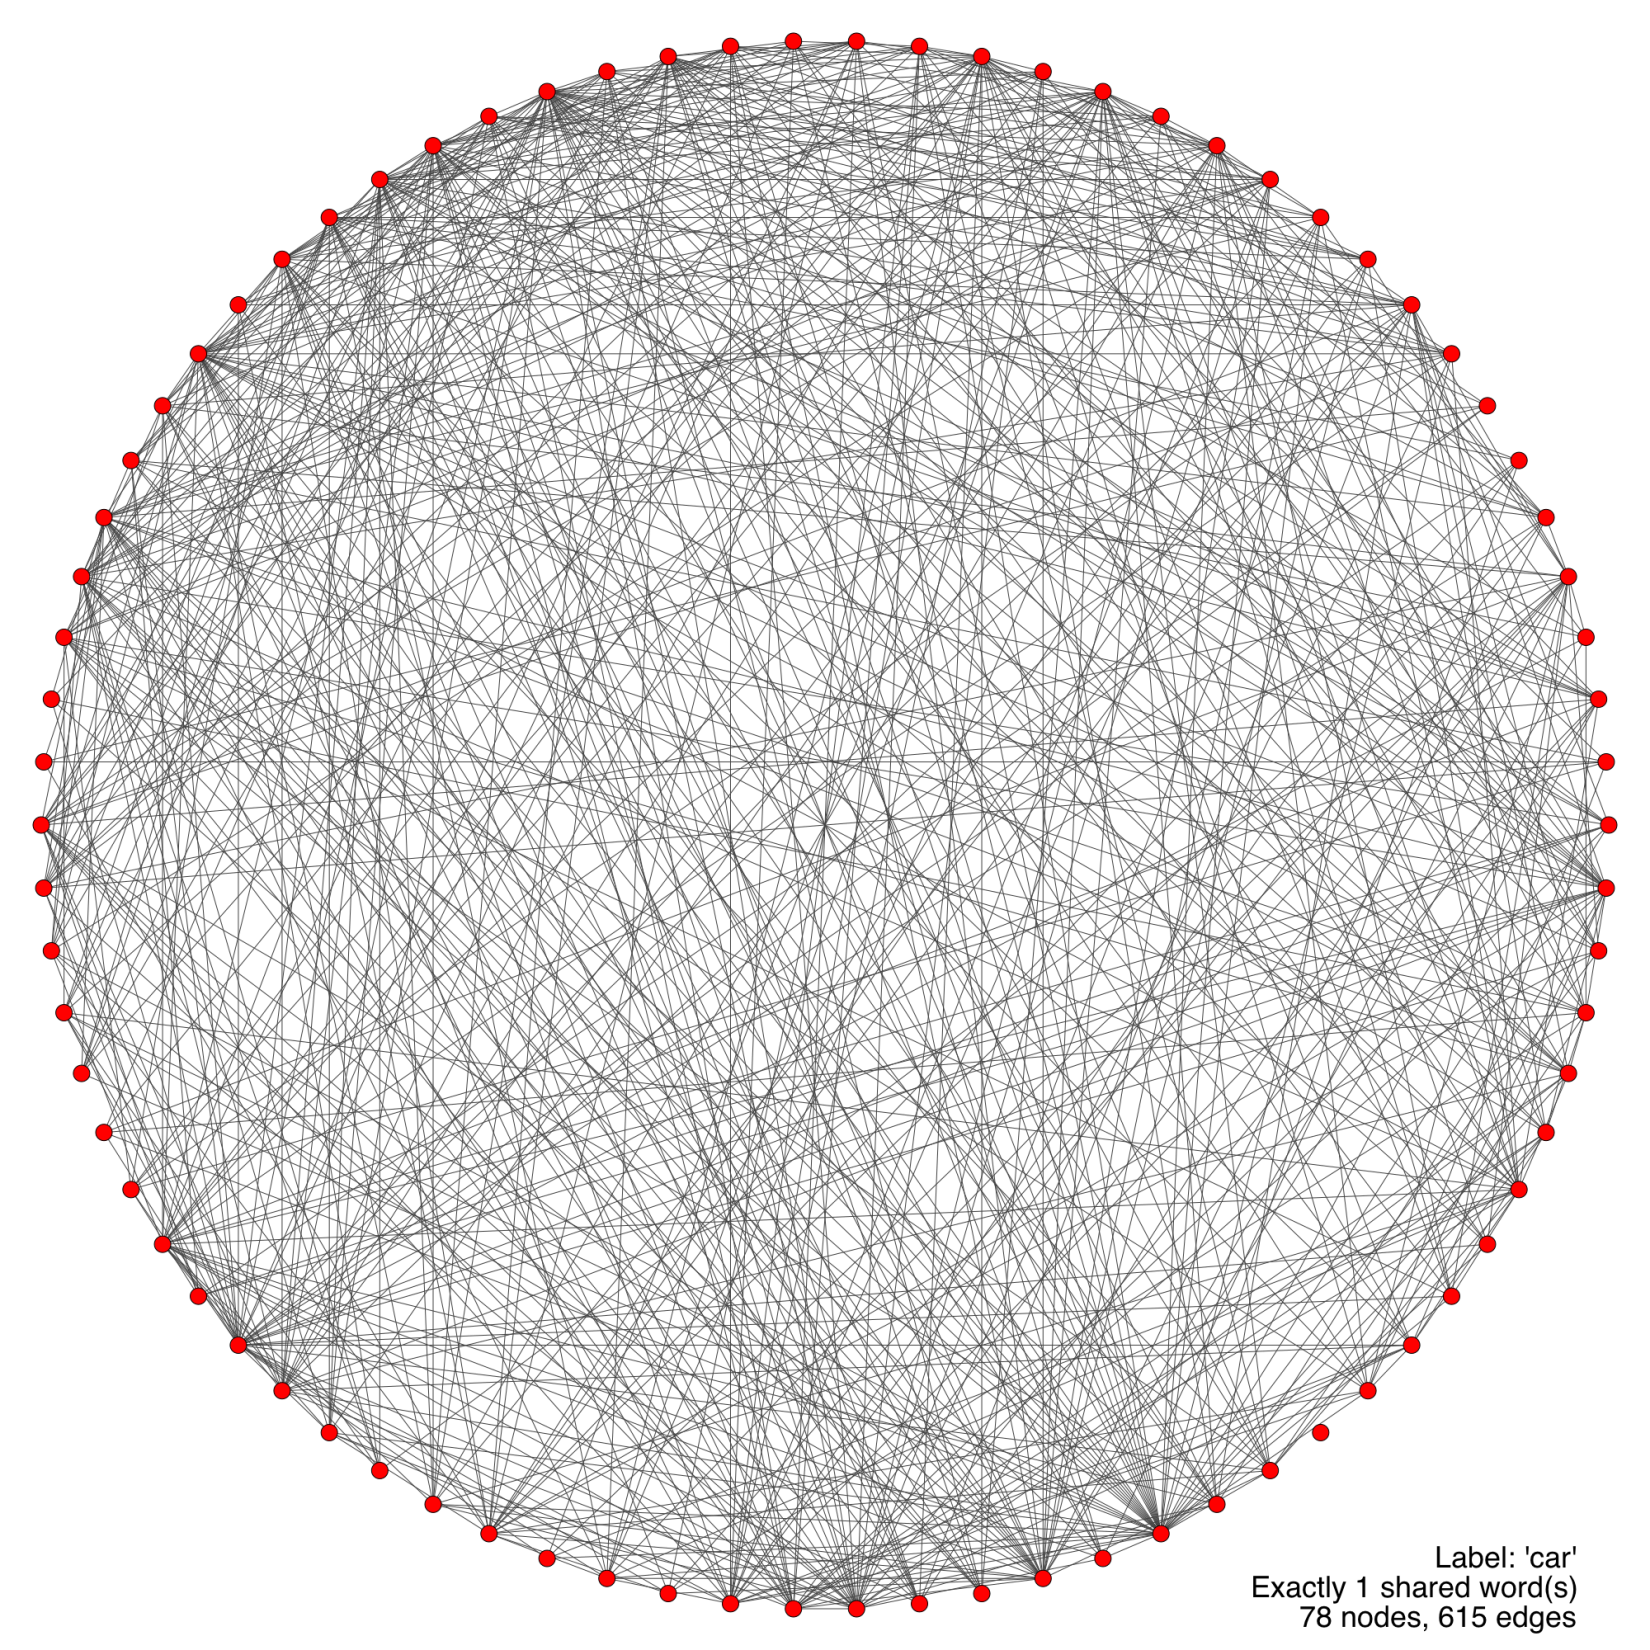 Label: 'car'
Exactly 1 shared word(s)
78 nodes, 615 edges